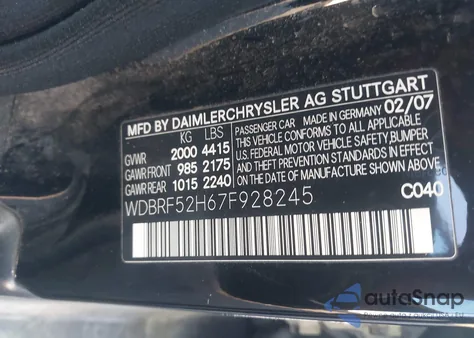 MFD BY DAIMLERCHRYSLER AG STUTTGART
KG LBS
GVWR 2000 4415
GAWR FRONT 985 2175
GAWR REAR 1015 2240
PASSENGER CAR MADE IN GERMANY 02/07
THIS VEHICLE CONFORMS TO ALL APPLICABLE
U.S. FEDERAL MOTOR VEHICLE SAFETY, BUMPER
AND THEFT PREVENTION STANDARDS IN EFFECT
ON THE DATE OF MANUFACTURE SHOWN ABOVE
WDBRF52H67F928245
C040
autaSnap